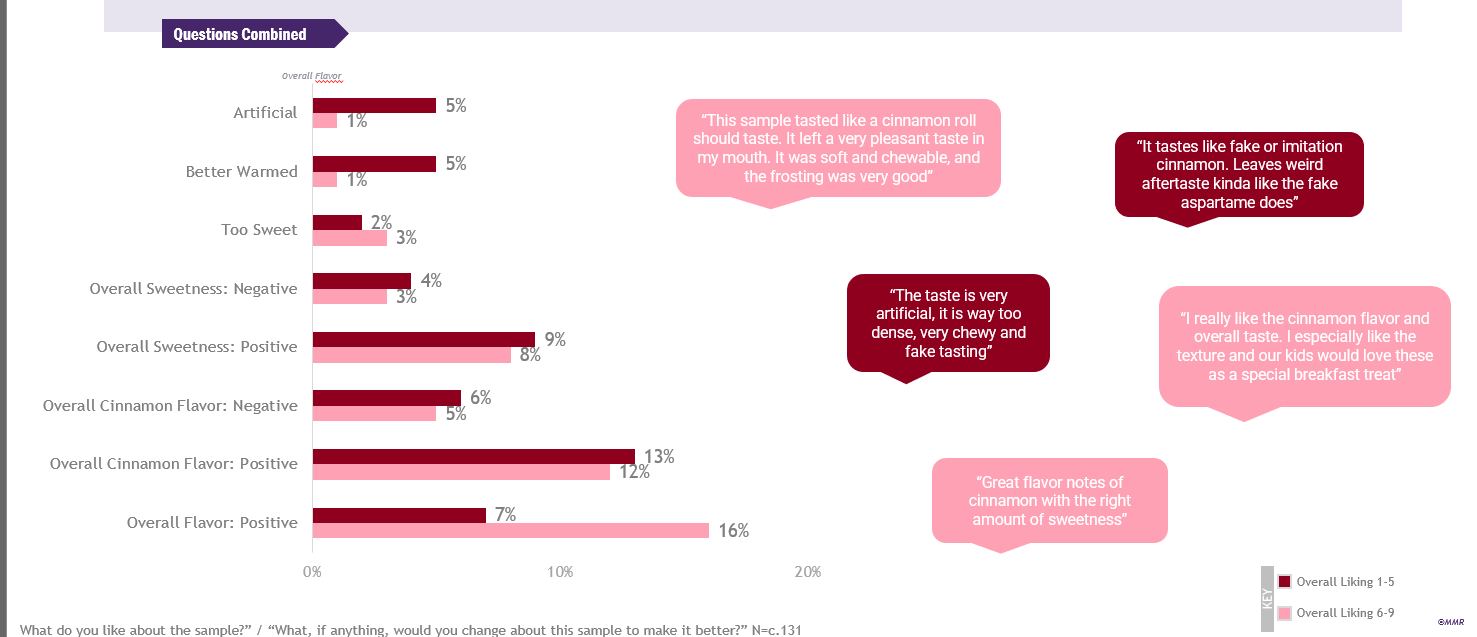 Questions Combined
Overall Flavor
Artificial
5%
1%
Better Warmed
5%
1%
Too Sweet
2%
3%
Overall Sweetness: Negative
4%
3%
Overall Sweetness: Positive
9%
8%
Overall Cinnamon Flavor: Negative
6%
5%
Overall Cinnamon Flavor: Positive
13%
12%
Overall Flavor: Positive
7%
16%
0%
10%
20%
“This sample tasted like a cinnamon roll
should taste. It left a very pleasant taste in
my mouth. It was soft and chewable, and
the frosting was very good”
“It tastes like fake or imitation
cinnamon. Leaves weird
aftertaste kinda like the fake
aspartame does”
“The taste is very
artificial, it is way too
dense, very chewy and
fake tasting”
“I really like the cinnamon flavor and
overall taste. I especially like the
texture and our kids would love these
as a special breakfast treat”
“Great flavor notes of
cinnamon with the right
amount of sweetness”
KEY
Overall Liking 1-5
Overall Liking 6-9
What do you like about the sample?” / “What, if anything, would you change about this sample to make it better?” N=c.131
©MMR